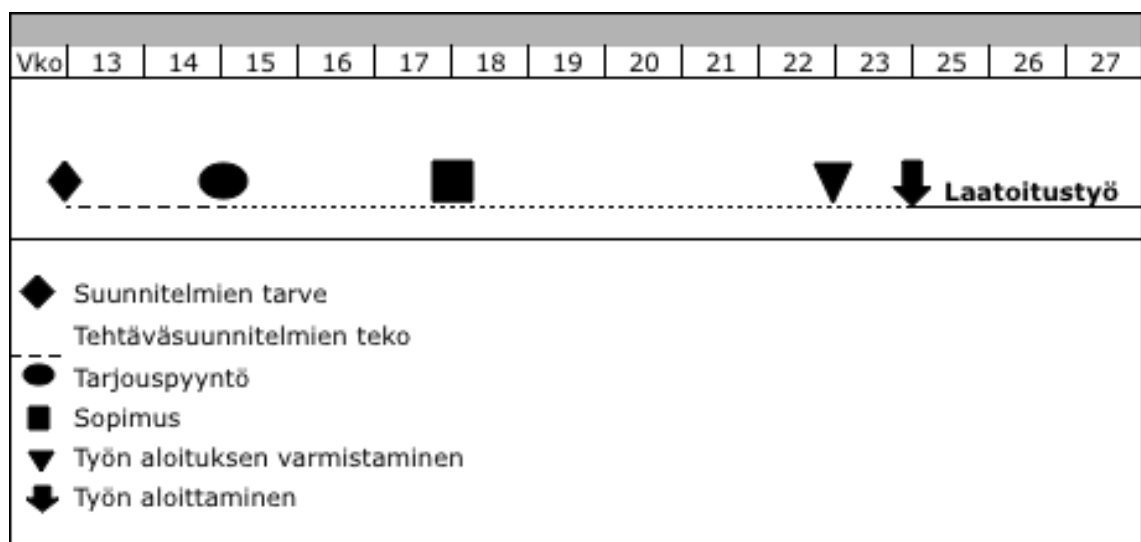 Vko 13 14 15 16 17 18 19 20 21 22 23 25 26 27
Laatoitustyö
Suunnitelmien tarve
Tehtäväsuunnitelmien teko
Tarjouspyyntö
Sopimus
Työn aloituksen varmistaminen
Työn aloittaminen